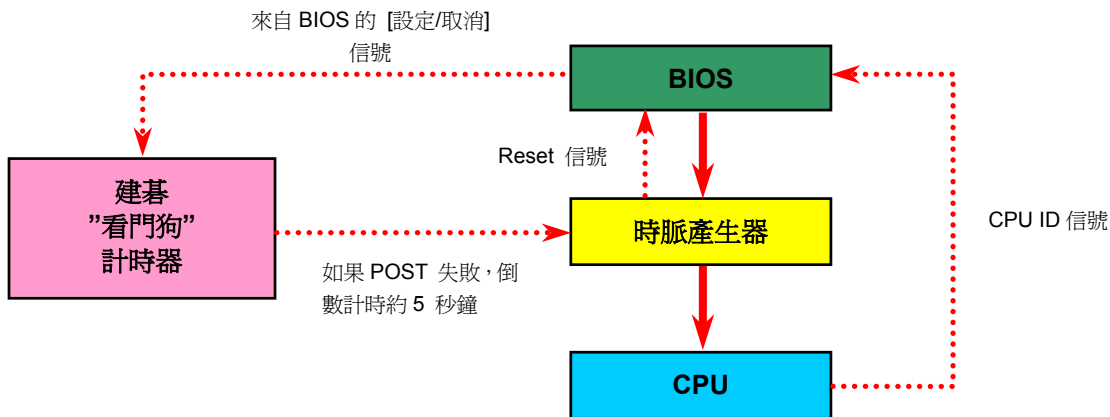 來自 BIOS 的 [設定/取消]
信號
BIOS
Reset 信號
建碁
”看門狗”
計時器
時脈產生器
CPU ID 信號
如果 POST 失敗，倒
數計時約 5 秒鐘
CPU